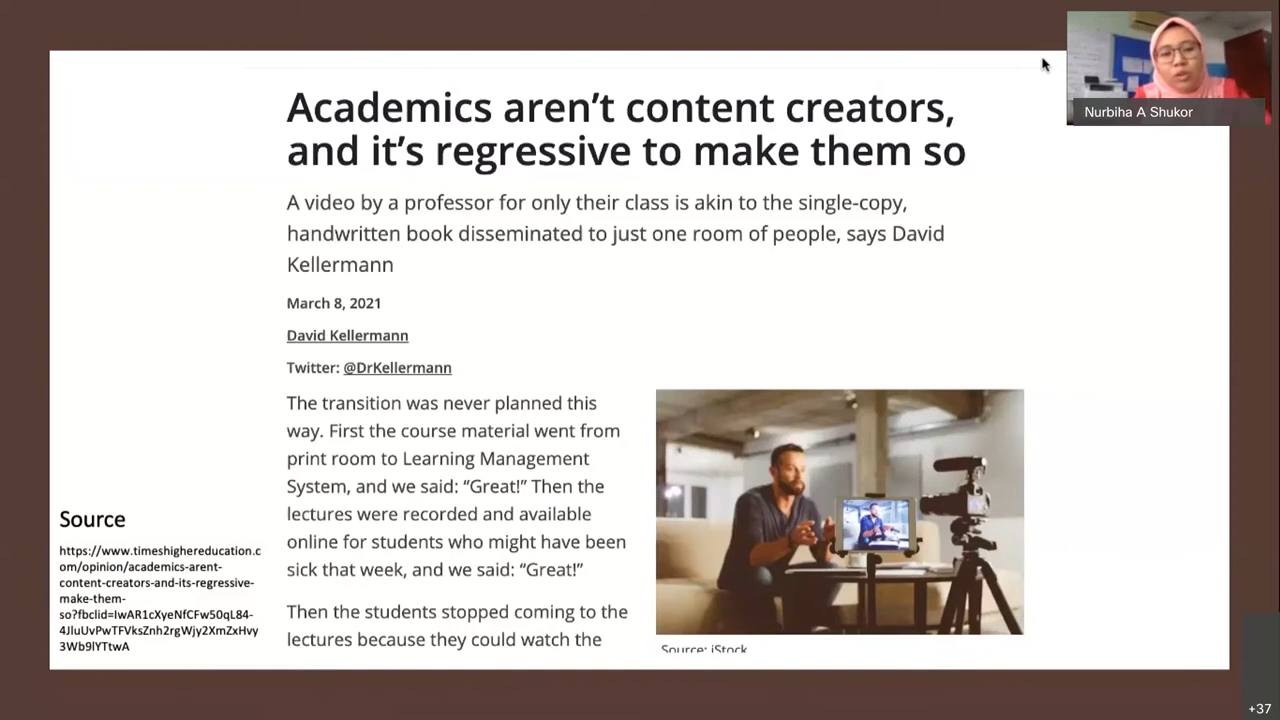 Academics aren't content creators,
and it's regressive to make them so
A video by a professor for only their class is akin to the single-copy,
handwritten book disseminated to just one room of people, says David
Kellermann
March 8, 2021
David Kellermann
Twitter: @DrKellermann
The transition was never planned this
way. First the course material went from
print room to Learning Management
System, and we said: “Great!” Then the
lectures were recorded and available
online for students who might have been
sick that week, and we said: “Great!”
Then the students stopped coming to the
lectures because they could watch the
Source: iStock
Source
https://www.timeshighereducation.c
om/opinion/academics-arent-
content-creators-and-its-regressive-
make-them-
so?fbclid=IwAR1cXyeNfCFw50qL84-
4JluUvPwTFVksZnh2rgWjy2XmZxHvy
3Wb9lYTtwA
Nurbiha A Shukor
+37